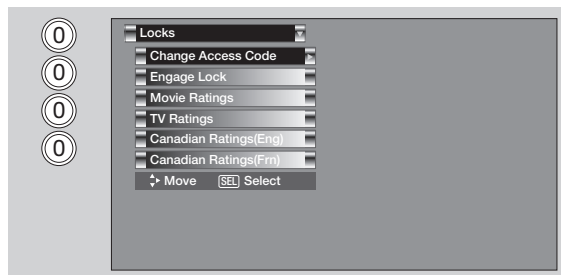 0
0
0
0
Locks
Change Access Code
Engage Lock
Movie Ratings
TV Ratings
Canadian Ratings(Eng)
Canadian Ratings(Frn)
Move SEL Select